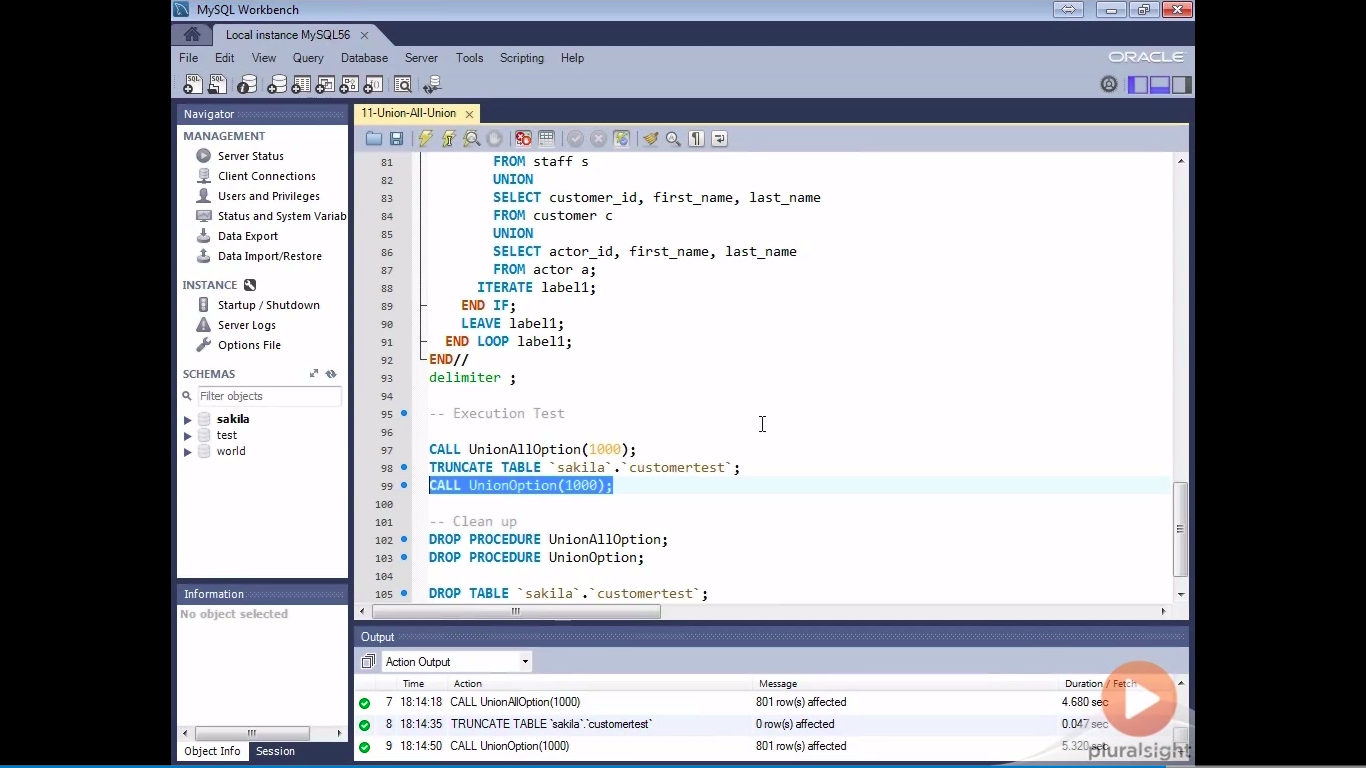 MySQL Workbench
Local instance MySQL56
File Edit View Query Database Server Tools Scripting Help
ORACLE
Navigator
MANAGEMENT
Server Status
Client Connections
Users and Privileges
Status and System Variab
Data Export
Data Import/Restore
INSTANCE
Startup / Shutdown
Server Logs
Options File
SCHEMAS
Filter objects
sakila
test
world
Information
No object selected
Object Info Session
11-Union-All-Union
81 FROM staff s
82 UNION
83 SELECT customer_id, first_name, last_name
84 FROM customer c
85 UNION
86 SELECT actor_id, first_name, last_name
87 FROM actor a;
88 ITERATE label1;
89 END IF;
90 LEAVE label1;
91 END LOOP label1;
92 END//
93 delimiter ;
94
95 -- Execution Test
96
97 CALL UnionAllOption(1000);
98 TRUNCATE TABLE `sakila`.`customertest`;
99 CALL UnionOption(1000);
100
101 -- Clean up
102 DROP PROCEDURE UnionAllOption;
103 DROP PROCEDURE UnionOption;
104
105 DROP TABLE `sakila`.`customertest`;
Output
Action Output
Time Action Message Duration / Fetch
7 18:14:18 CALL UnionAllOption(1000) 801 row(s) affected 4.680 sec
8 18:14:35 TRUNCATE TABLE `sakila`.`customertest` 0 row(s) affected 0.047 sec
9 18:14:50 CALL UnionOption(1000) 801 row(s) affected 5.320 sec
pluralsight